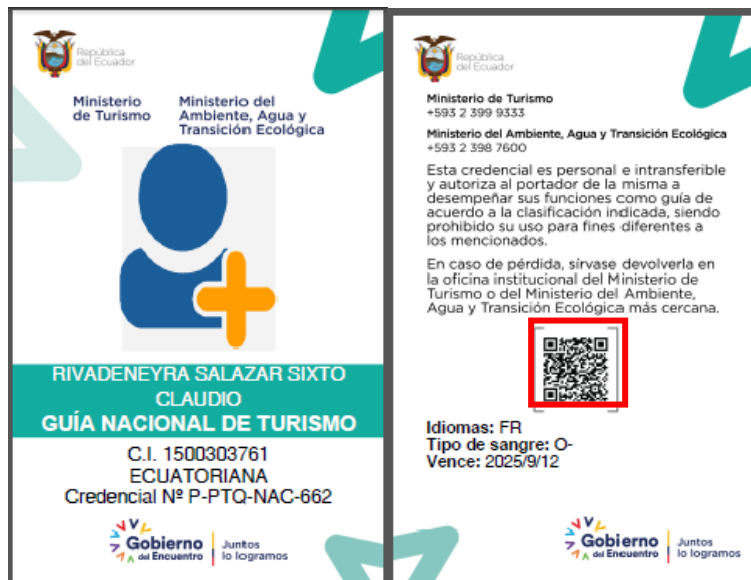 República
del Ecuador
Ministerio
de Turismo
Ministerio del
Ambiente, Agua y
Transición Ecológica
RIVADENEYRA SALAZAR SIXTO
CLAUDIO
GUÍA NACIONAL DE TURISMO
C.I. 1500303761
ECUATORIANA
Credencial Nº P-PTQ-NAC-662
Gobierno
del Encuentro
Juntos
lo logramos
República
del Ecuador
Ministerio de Turismo
+593 2 399 9333
Ministerio del Ambiente, Agua y Transición Ecológica
+593 2 398 7600
Esta credencial es personal e intransferible
y autoriza al portador de la misma a
desempeñar sus funciones como guía de
acuerdo a la clasificación indicada, siendo
prohibido su uso para fines diferentes a
los mencionados.
En caso de pérdida, sírvase devolverla en
la oficina institucional del Ministerio de
Turismo o del Ministerio del Ambiente,
Agua y Transición Ecológica más cercana.
Idiomas: FR
Tipo de sangre: O-
Vence: 2025/9/12
Gobierno
del Encuentro
Juntos
lo logramos